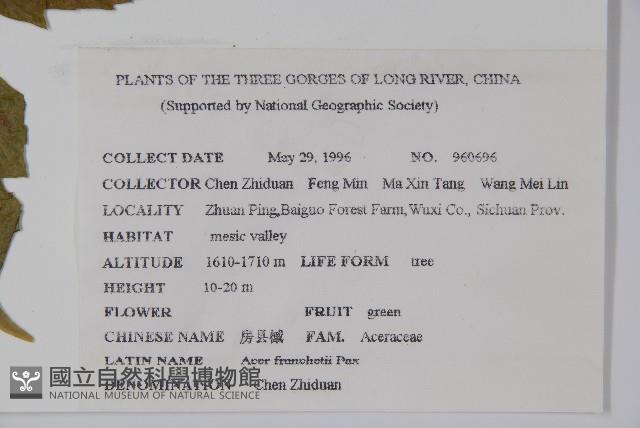 PLANTS OF THE THREE GORGES OF LONG RIVER, CHINA
(Supported by National Geographic Society)
COLLECT DATE May 29, 1996 NO. 960696
COLLECTOR Chen Zhiduan Feng Min Ma Xin Tang Wang Mei Lin
LOCALITY Zhuan Ping,Baiguo Forest Farm,Wuxi Co., Sichuan Prov.
HABITAT mesic valley
ALTITUDE 1610-1710 m LIFE FORM tree
HEIGHT 10-20 m
FLOWER FRUIT green
CHINESE NAME 房县槭 FAM. Aceraceae
LATIN NAME Acer franchetii Pax
DENOMINATION Chen Zhiduan
國立自然科學博物館
NATIONAL MUSEUM OF NATURAL SCIENCE